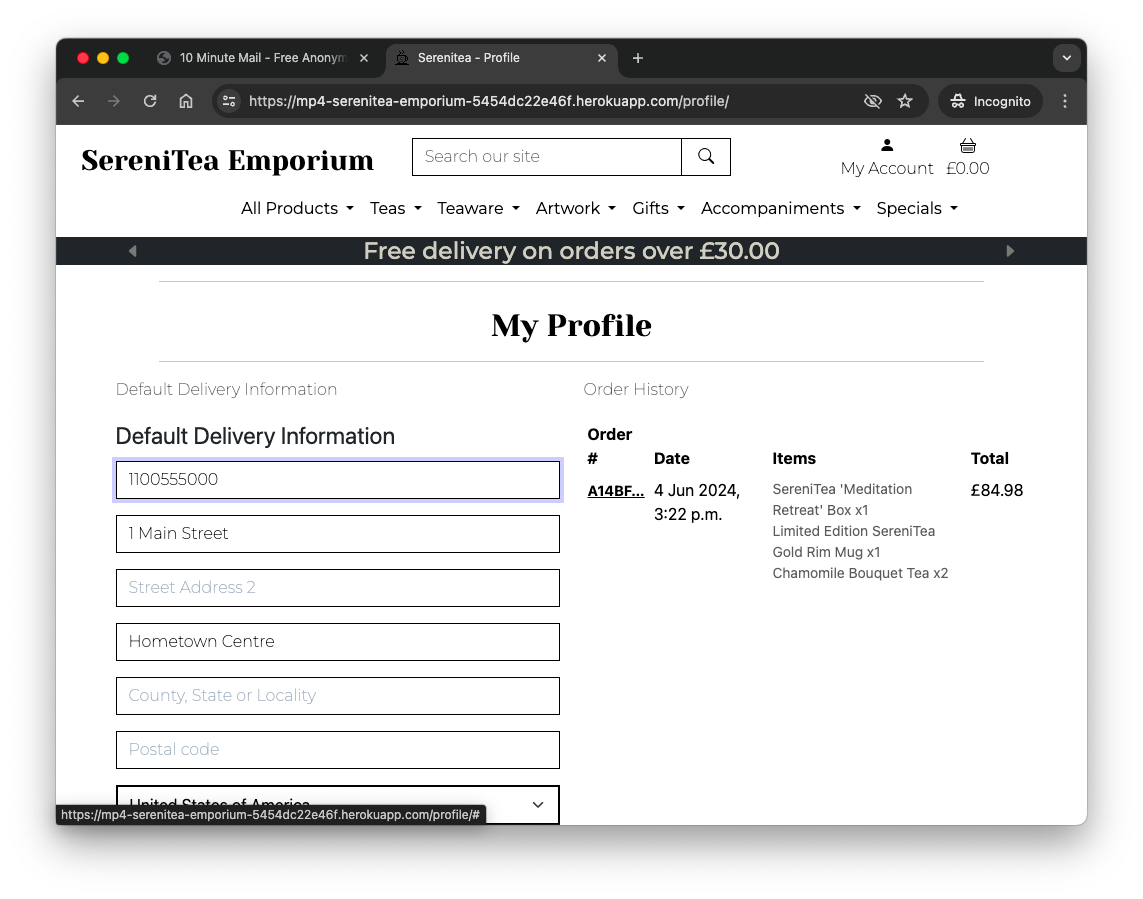 10 Minute Mail - Free Anonym
Serenitea - Profile
https://mp4-serenitea-emporium-5454dc22e46f.herokuapp.com/profile/
Incognito
SereniTea Emporium
Search our site
My Account
£0.00
All Products
Teas
Teaware
Artwork
Gifts
Accompaniments
Specials
Free delivery on orders over £30.00
My Profile
Default Delivery Information
Default Delivery Information
1100555000
1 Main Street
Street Address 2
Hometown Centre
County, State or Locality
Postal code
United States of America
Order History
Order
# Date Items Total
A14BF... 4 Jun 2024, SereniTea 'Meditation £84.98
3:22 p.m. Retreat' Box x1
Limited Edition SereniTea
Gold Rim Mug x1
Chamomile Bouquet Tea x2
https://mp4-serenitea-emporium-5454dc22e46f.herokuapp.com/profile/#